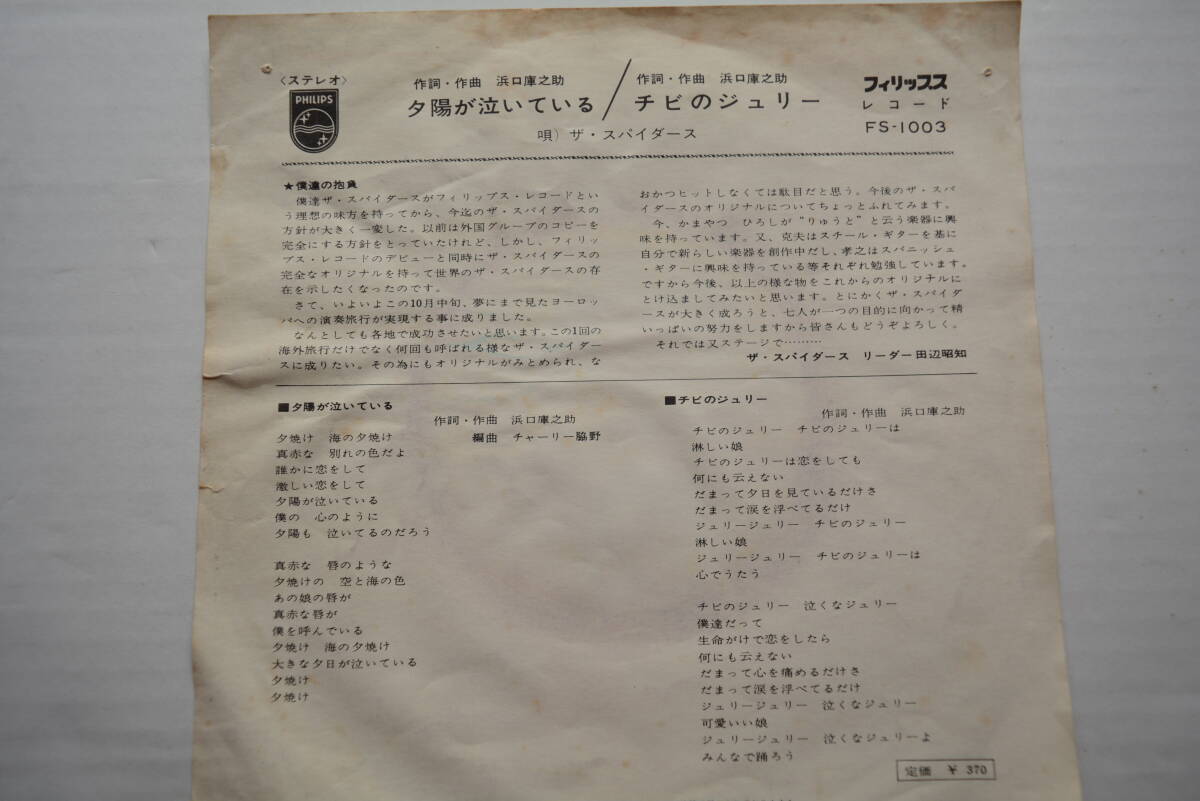 〈ステレオ〉
PHILIPS
作詞・作曲 浜口庫之助
夕陽が泣いている
作詞・作曲 浜口庫之助
チビのジュリー
唄）ザ・スパイダース
フィリップス
レコード
FS-1003
★僕達の抱負
僕達ザ・スパイダースがフィリップス・レコードとい
う理想の味方を持ってから、今迄のザ・スパイダースの
方針が大きく一変した。以前は外国グループのコピーを
完全にする方針をとっていたけれど、しかし、フィリッ
プス・レコードのデビューと同時にザ・スパイダースの
完全なオリジナルを持って世界のザ・スパイダースの存
在を示したくなったのです。
さて、いよいよこの10月中旬、夢にまで見たヨーロッ
パへの演奏旅行が実現する事に成りました。
なんとしても各地で成功させたいと思います。この1回の
海外旅行だけでなく何回も呼ばれる様なザ・スパイダー
スに成りたい。その為にもオリジナルがみとめられ、な
おかつヒットしなくては駄目だと思う。今後のザ・スパ
イダースのオリジナルについてちょっとふれてみます。
今、かまやつ ひろしが“りゅうと”と云う楽器に興
味を持っています。又、克夫はスチール・ギターを基に
自分で新らしい楽器を創作中だし、孝之はスパニッシュ
・ギターに興味を持っている等それぞれ勉強しています。
ですから今後、以上の様な物をこれからのオリジナルに
とけ込ましてみたいと思います。とにかくザ・スパイダ
ースが大きく成ろうと、七人が一つの目的に向かって精
いっぱいの努力をしますから皆さんもどうぞよろしく。
それでは又ステージで………
ザ・スパイダース リーダー田辺昭知
■夕陽が泣いている
作詞・作曲 浜口庫之助
編曲 チャーリー脇野
夕焼け 海の夕焼け
真赤な 別れの色だよ
誰かに恋をして
激しい恋をして
夕陽が泣いている
僕の 心のように
夕陽も 泣いてるのだろう
真赤な 唇のような
夕焼けの 空と海の色
あの娘の唇が
真赤な唇が
僕を呼んでいる
夕焼け 海の夕焼け
大きな夕日が泣いている
夕焼け
夕焼け
■チビのジュリー
作詞・作曲 浜口庫之助
チビのジュリー チビのジュリーは
淋しい娘
チビのジュリーは恋をしても
何にも云えない
だまって夕日を見ているだけさ
だまって涙を浮べてるだけ
ジュリージュリー チビのジュリー
淋しい娘
ジュリージュリー チビのジュリーは
心でうたう
チビのジュリー 泣くなジュリー
僕達だって
生命がけで恋をしたら
何にも云えない
だまって心を痛めるだけさ
だまって涙を浮べてるだけ
ジュリージュリー 泣くなジュリー
可愛いい娘
ジュリージュリー 泣くなジュリーよ
みんなで踊ろう
定価 ￥ 370